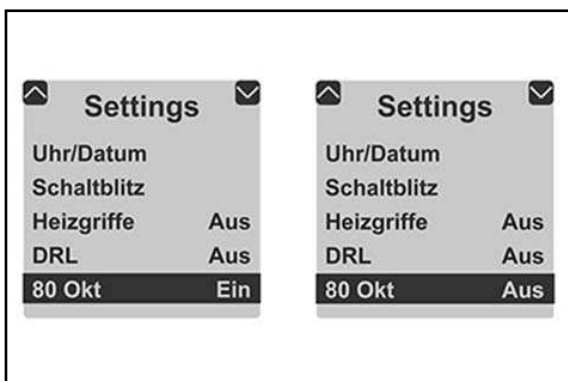 Settings
Uhr/Datum
Schaltblitz
Heizgriffe Aus
DRL Aus
80 Okt Ein
Settings
Uhr/Datum
Schaltblitz
Heizgriffe Aus
DRL Aus
80 Okt Aus